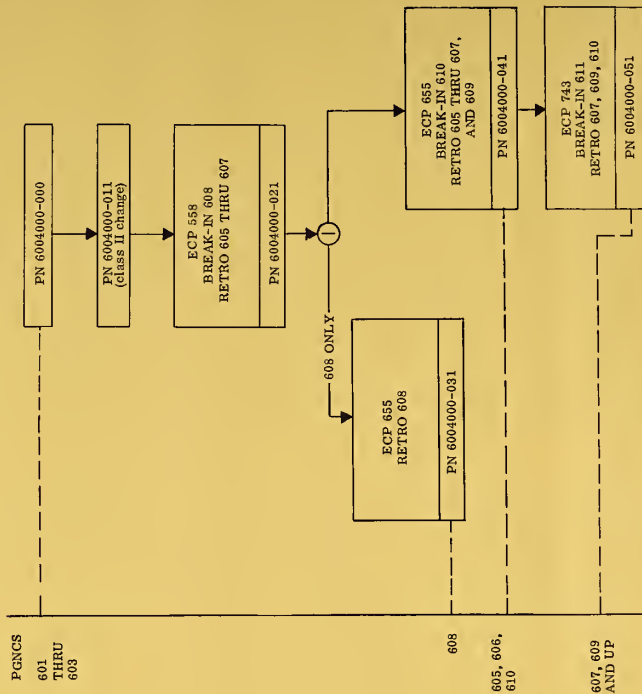 PGNCS
601
THRU
603
PN 6004000-000
PN 6004000-011
(class II change)
ECP 558
BREAK-IN 608
RETRO 605 THRU 607
PN 6004000-021
608 ONLY
ECP 655
RETRO 608
PN 6004000-031
608
ECP 655
BREAK-IN 610
RETRO 605 THRU 607,
AND 609
PN 6004000-041
605, 606,
610
ECP 743
BREAK-IN 611
RETRO 607, 609, 610
PN 6004000-051
607, 609
AND UP